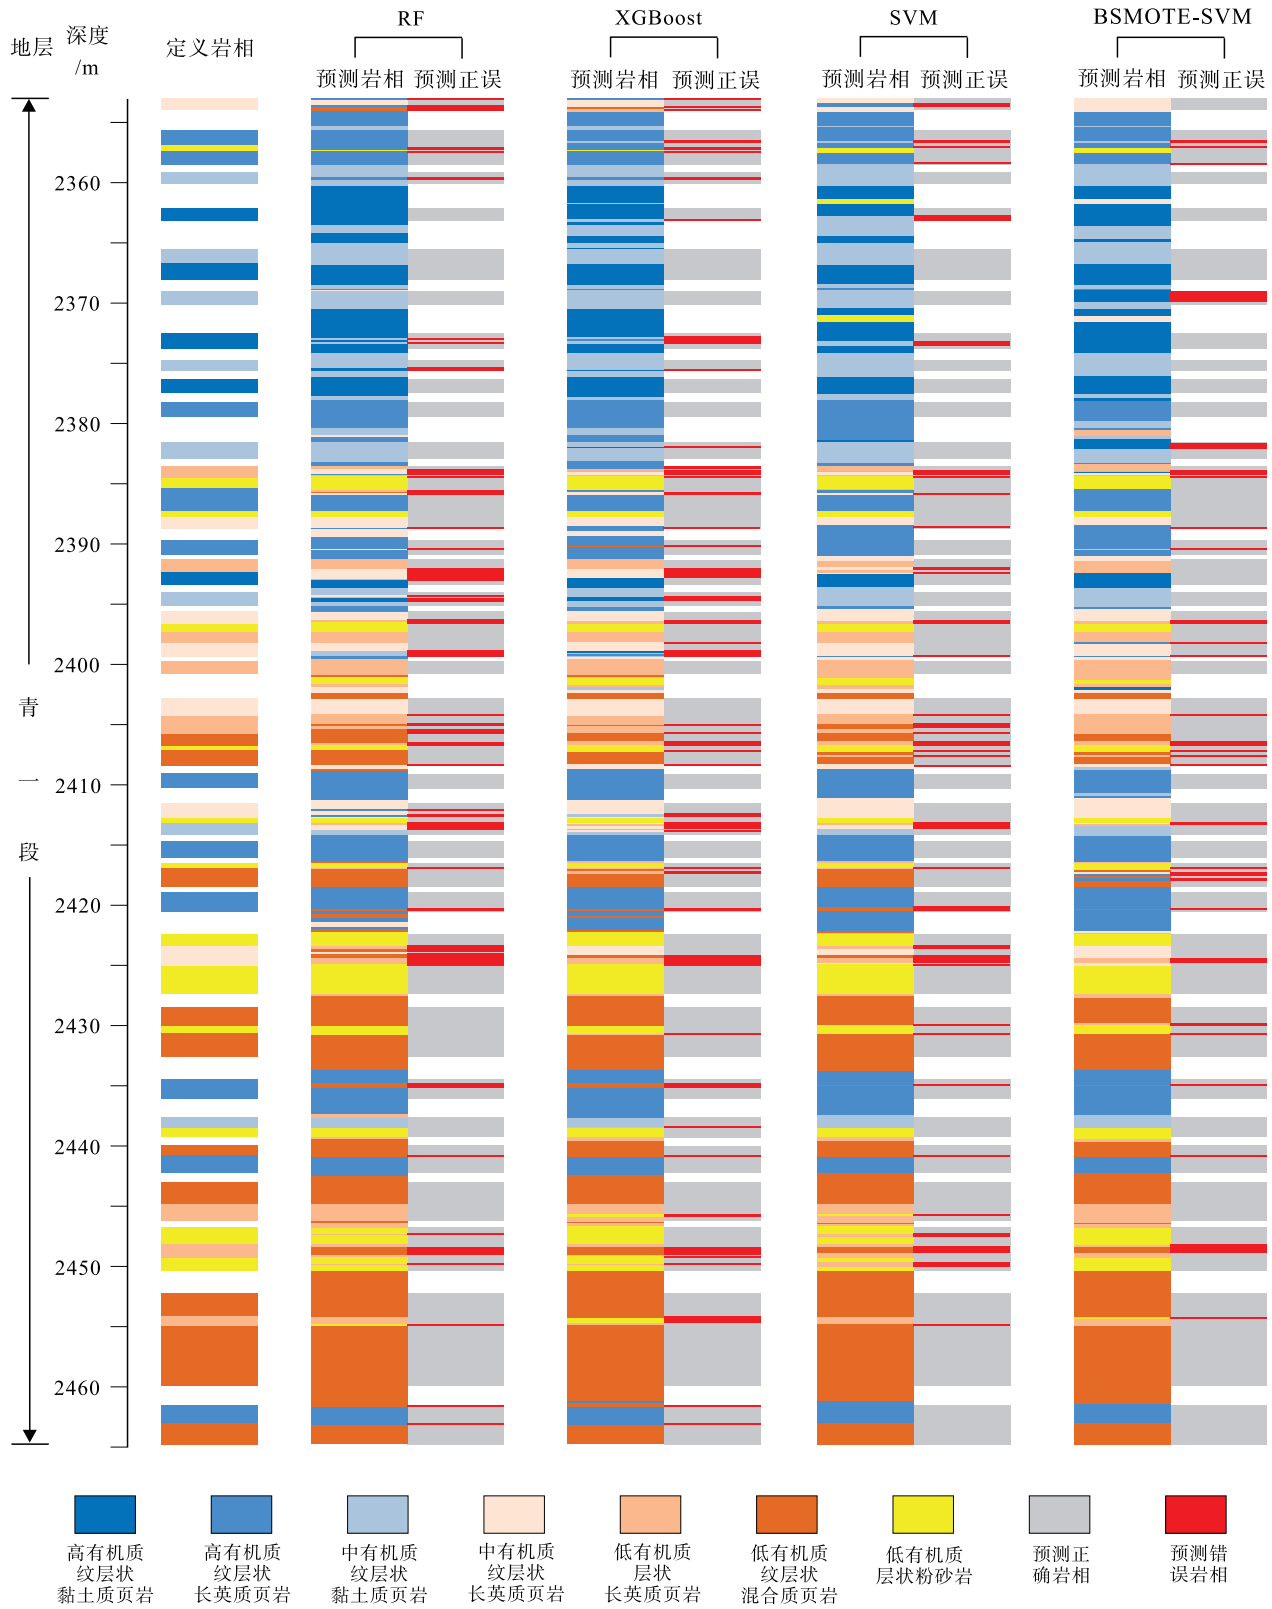 RF
XGBoost
SVM
BSMOTE-SVM
地层
深度
/m
定义岩相
预测岩相
预测正误
预测岩相
预测正误
预测岩相
预测正误
预测岩相
预测正误
2360
2370
2380
2390
2400
青
一
段
2410
2420
2430
2440
2450
2460
高有机质
纹层状
黏土质页岩
高有机质
纹层状
长英质页岩
中有机质
纹层状
黏土质页岩
中有机质
纹层状
长英质页岩
低有机质
层状
长英质页岩
低有机质
纹层状
混合质页岩
低有机质
层状粉砂岩
预测正
确岩相
预测错
误岩相